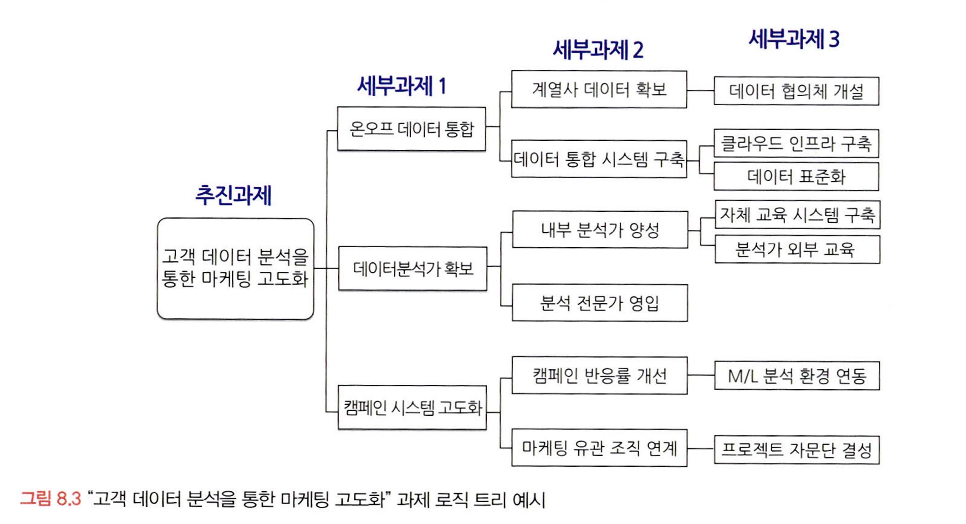 세부과제 3
세부과제 2
세부과제 1
추진과제
고객 데이터 분석을
통한 마케팅 고도화
온오프 데이터 통합
계열사 데이터 확보
데이터 협의체 개설
데이터 통합 시스템 구축
클라우드 인프라 구축
데이터 표준화
데이터분석가 확보
내부 분석가 양성
자체 교육 시스템 구축
분석가 외부 교육
분석 전문가 영입
캠페인 시스템 고도화
캠페인 반응률 개선
M/L 분석 환경 연동
마케팅 유관 조직 연계
프로젝트 자문단 결성
그림 8.3 “고객 데이터 분석을 통한 마케팅 고도화” 과제 로직 트리 예시